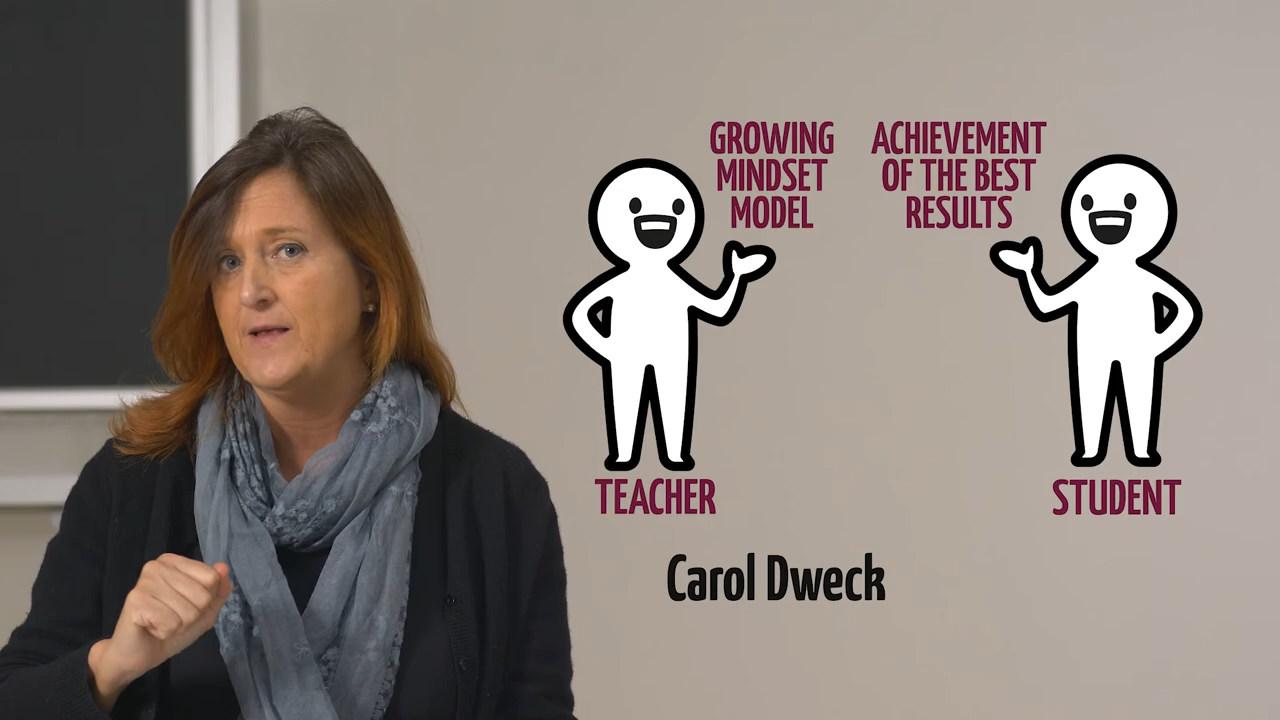 GROWING
MINDSET
MODEL
ACHIEVEMENT
OF THE BEST
RESULTS
TEACHER
STUDENT
Carol Dweck